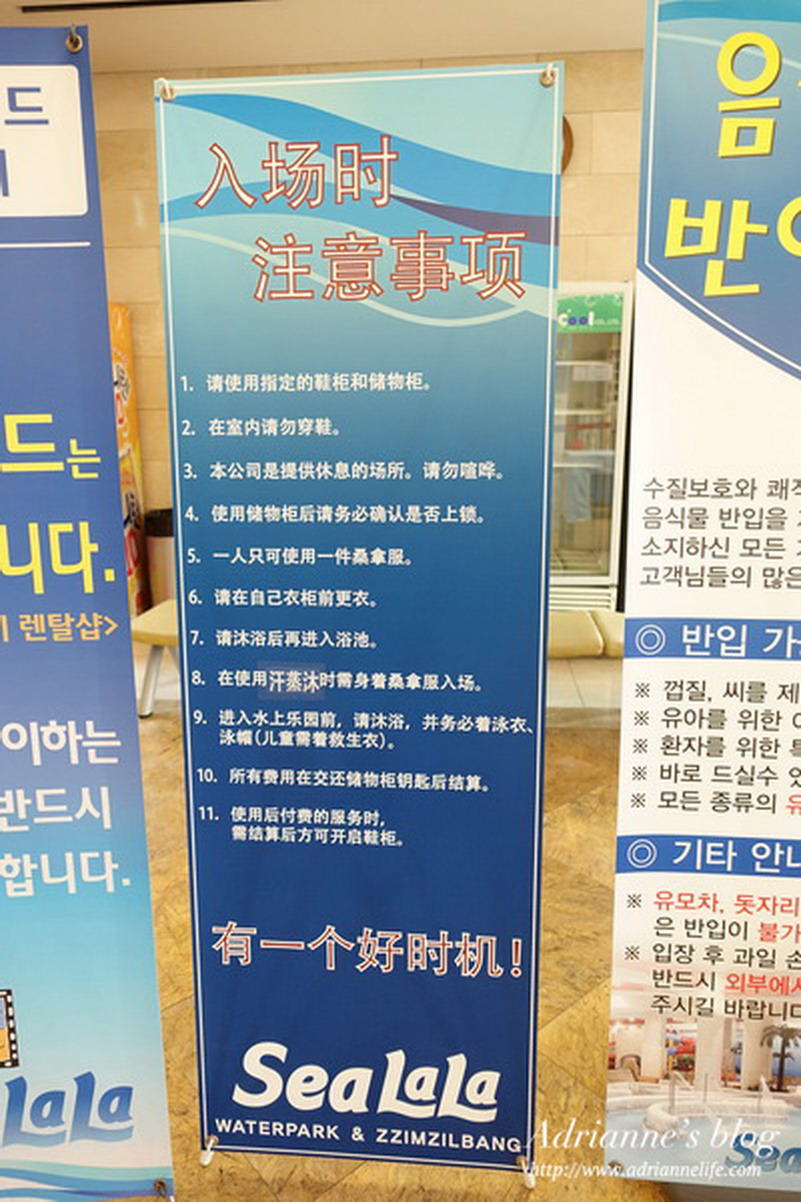 入场时
注意事项
1. 请使用指定的鞋柜和储物柜。
2. 在室内请勿穿鞋。
3. 本公司是提供休息的场所。请勿喧哗。
4. 使用储物柜后请务必确认是否上锁。
5. 一人只可使用一件桑拿服。
6. 请在自己衣柜前更衣。
7. 请沐浴后再进入浴池。
8. 在使用汗蒸沐时需身着桑拿服入场。
9. 进入水上乐园前，请沐浴，并务必着泳衣、
泳帽(儿童需着救生衣)。
10. 所有费用在交还储物柜钥匙后结算。
11. 使用后付费的服务时，
需结算后方可开启鞋柜。
有一个好时机!
Sea LaLa
WATERPARK & ZZIMZILBANG
드
드는
니다.
렌탈샵>
이하는
반드시
합니다.
LaLa
cool
음
반
수질보호와 쾌
음식물 반입을
소지하신 모든
고객님들의 많은
◎ 반입 가
※ 껍질, 씨를 제
※ 유아를 위한
※ 환자를 위한
※ 바로 드실수
※ 모든 종류의
◎ 기타 안
※ 유모차, 돗자리
은 반입이 불가
※ 입장 후 과일 손
반드시 외부에서
주시길 바랍니다
Sea
Adrianne's blog
http://www.adriannelife.com